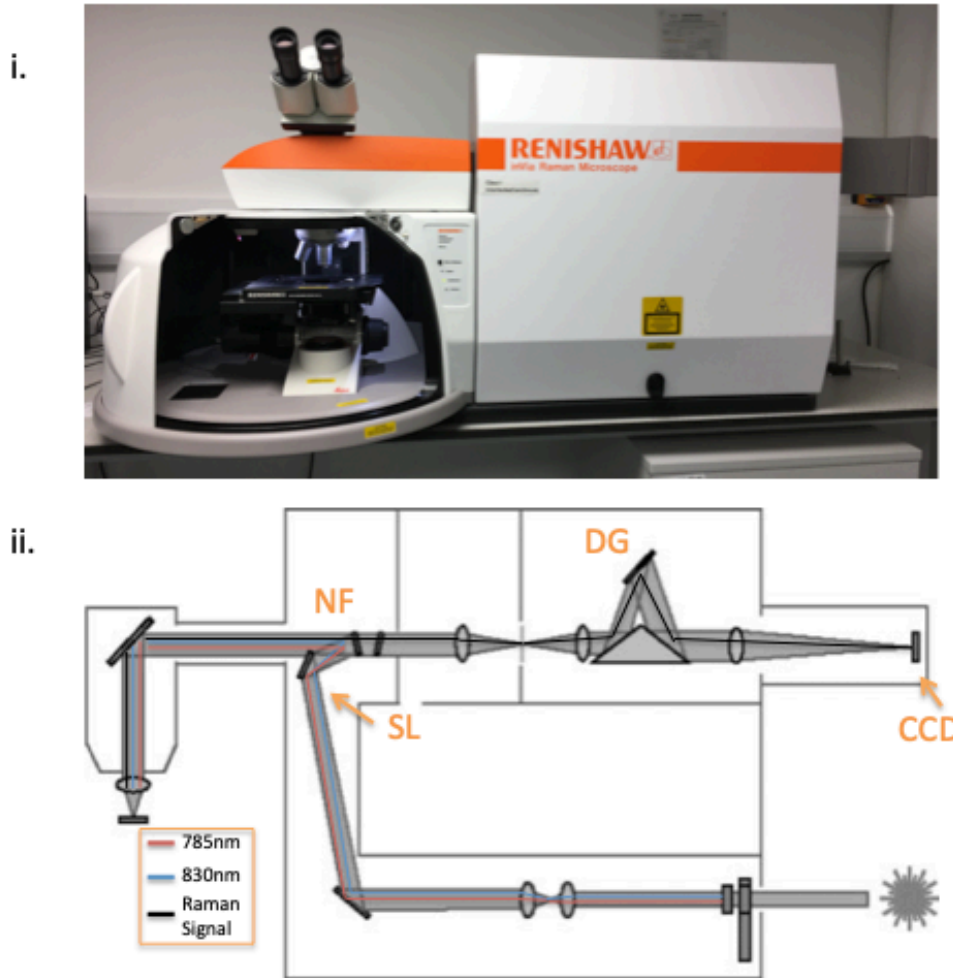 i.
RENISHAW
inVia Raman Microscope
ii.
DG
NF
SL
CCD
785nm
830nm
Raman
Signal